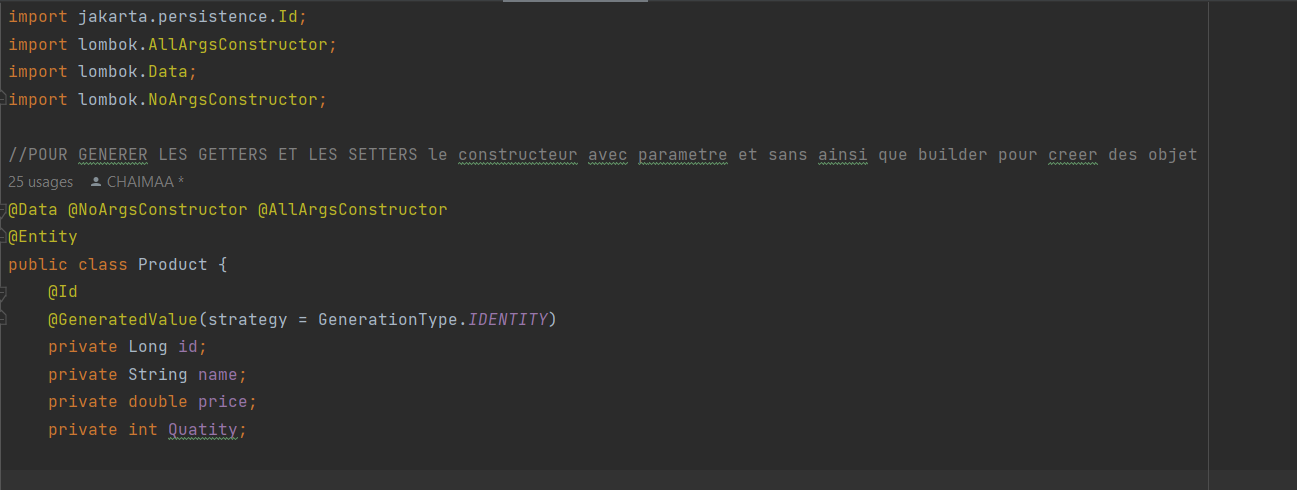 import jakarta.persistence.Id;
import lombok.AllArgsConstructor;
import lombok.Data;
import lombok.NoArgsConstructor;
//POUR GENERER LES GETTERS ET LES SETTERS le constructeur avec parametre et sans ainsi que builder pour creer des objet
25 usages CHAIMAA *
@Data @NoArgsConstructor @AllArgsConstructor
@Entity
public class Product {
@Id
@GeneratedValue(strategy = GenerationType.IDENTITY)
private Long id;
private String name;
private double price;
private int Quatity;